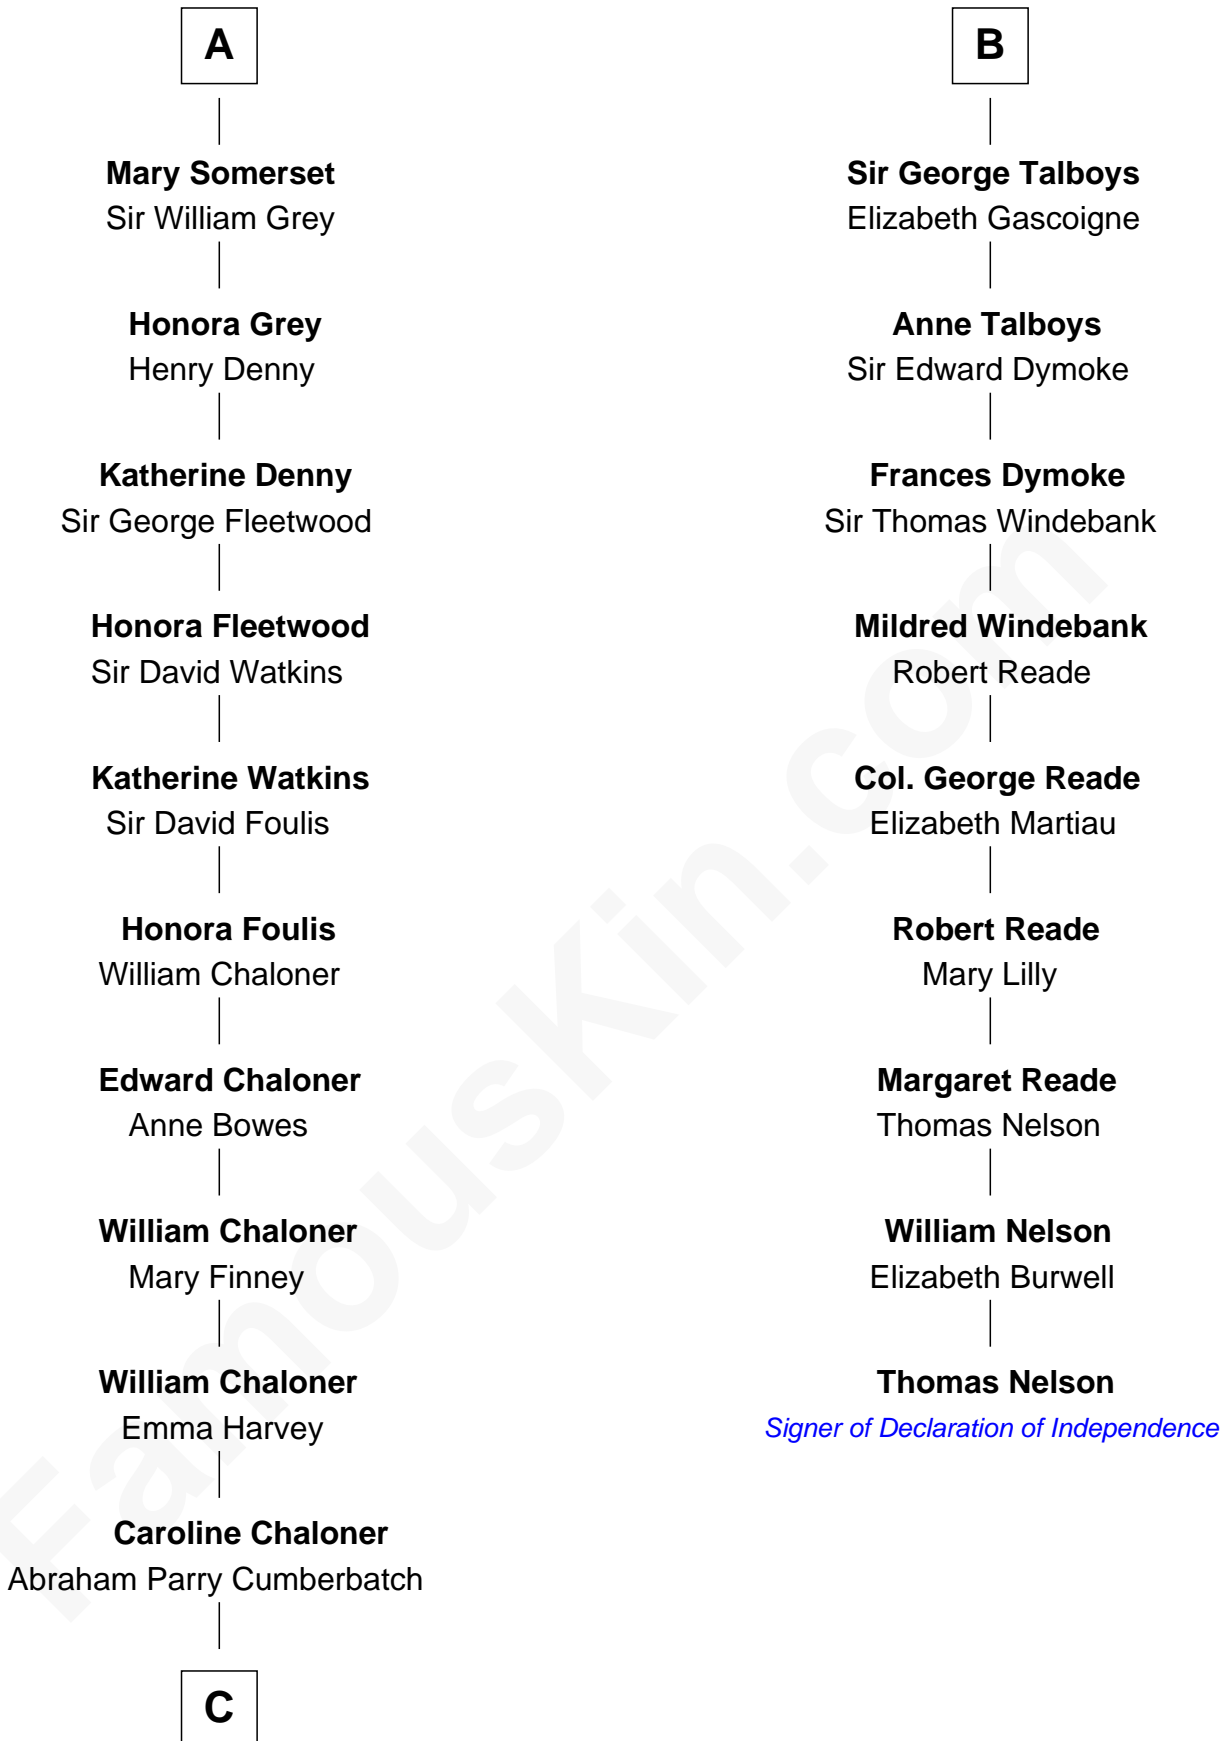 A
Mary Somerset
Sir William Grey
Honora Grey
Henry Denny
Katherine Denny
Sir George Fleetwood
Honora Fleetwood
Sir David Watkins
Katherine Watkins
Sir David Foulis
Honora Foulis
William Chaloner
Edward Chaloner
Anne Bowes
William Chaloner
Mary Finney
William Chaloner
Emma Harvey
Caroline Chaloner
Abraham Parry Cumberbatch
C
B
Sir George Talboys
Elizabeth Gascoigne
Anne Talboys
Sir Edward Dymoke
Frances Dymoke
Sir Thomas Windebank
Mildred Windebank
Robert Reade
Col. George Reade
Elizabeth Martiau
Robert Reade
Mary Lilly
Margaret Reade
Thomas Nelson
William Nelson
Elizabeth Burwell
Thomas Nelson
Signer of Declaration of Independence
FamousKin.com